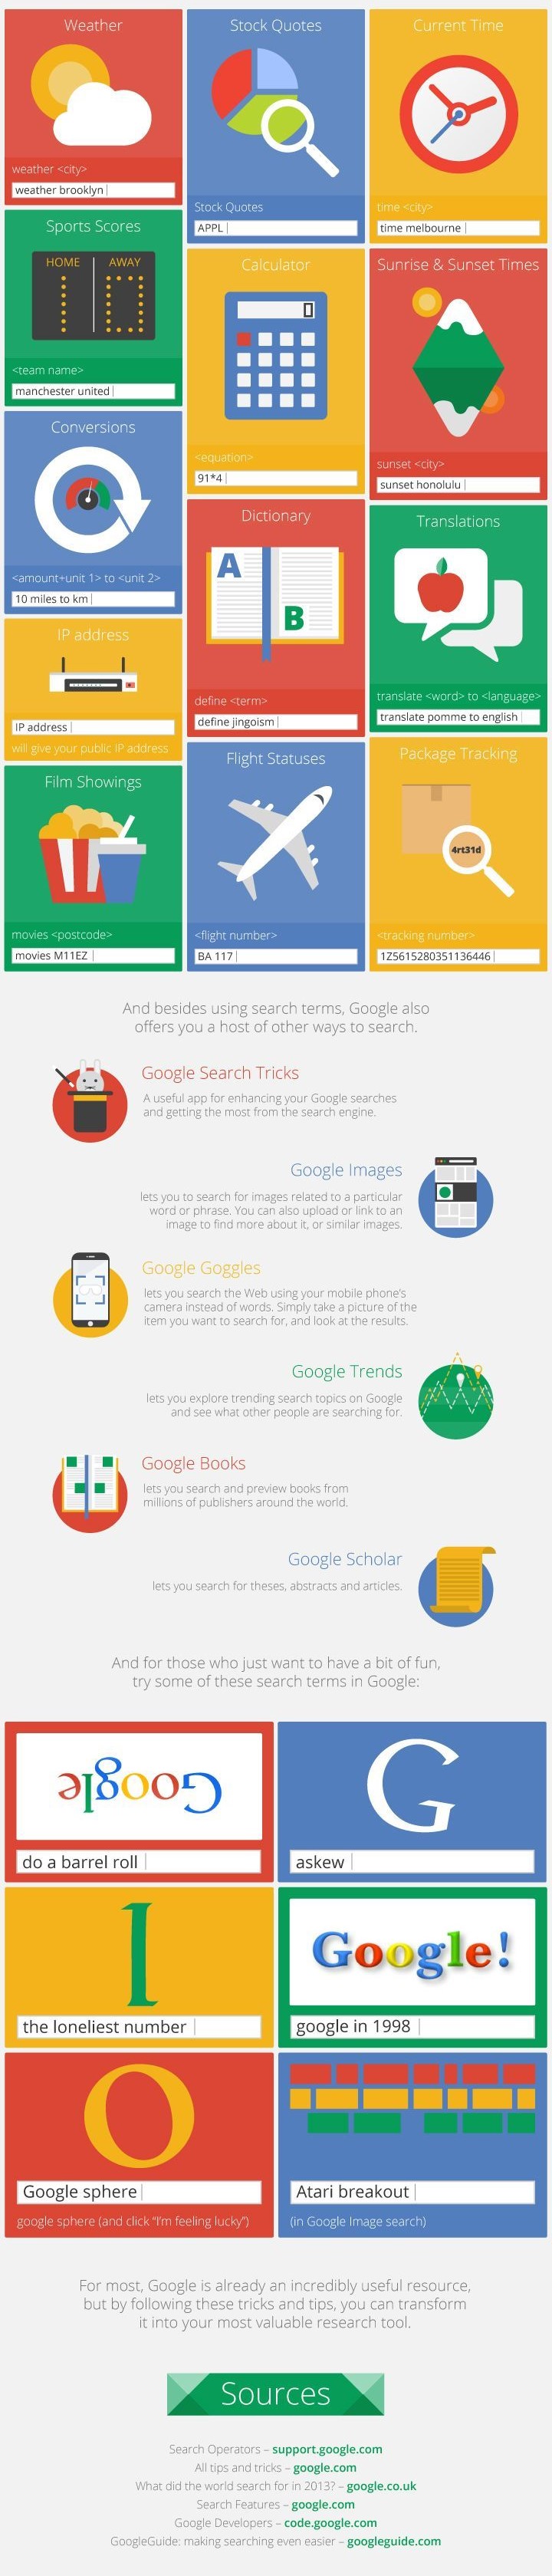 Weather
weather <city>
weather brooklyn
Stock Quotes
Stock Quotes
APPL
Current Time
time <city>
time melbourne
Sports Scores
HOME AWAY
<team name>
manchester united
Calculator
0
<equation>
91*4
Sunrise & Sunset Times
sunset <city>
sunset honolulu
Conversions
<amount+unit 1> to <unit 2>
10 miles to km
Dictionary
A
B
define <term>
define jingoism
Translations
translate <word> to <language>
translate pomme to english
IP address
IP address
will give your public IP address
Film Showings
movies <postcode>
movies M11EZ
Flight Statuses
<flight number>
BA 117
Package Tracking
4rt31d
<tracking number>
1Z5615280351136446
And besides using search terms, Google also
offers you a host of other ways to search.
Google Search Tricks
A useful app for enhancing your Google searches
and getting the most from the search engine.
Google Images
lets you to search for images related to a particular
word or phrase. You can also upload or link to an
image to find more about it, or similar images.
Google Goggles
lets you search the Web using your mobile phone's
camera instead of words. Simply take a picture of the
item you want to search for, and look at the results.
Google Trends
lets you explore trending search topics on Google
and see what other people are searching for.
Google Books
lets you search and preview books from
millions of publishers around the world.
Google Scholar
lets you search for theses, abstracts and articles.
And for those who just want to have a bit of fun,
try some of these search terms in Google:
Google
do a barrel roll
G
askew
l
the loneliest number
Google!
google in 1998
O
Google sphere
google sphere (and click “I'm feeling lucky”)
Atari breakout
(in Google Image search)
For most, Google is already an incredibly useful resource,
but by following these tricks and tips, you can transform
it into your most valuable research tool.
Sources
Search Operators – support.google.com
All tips and tricks – google.com
What did the world search for in 2013? – google.co.uk
Search Features – google.com
Google Developers – code.google.com
GoogleGuide: making searching even easier – googleguide.com